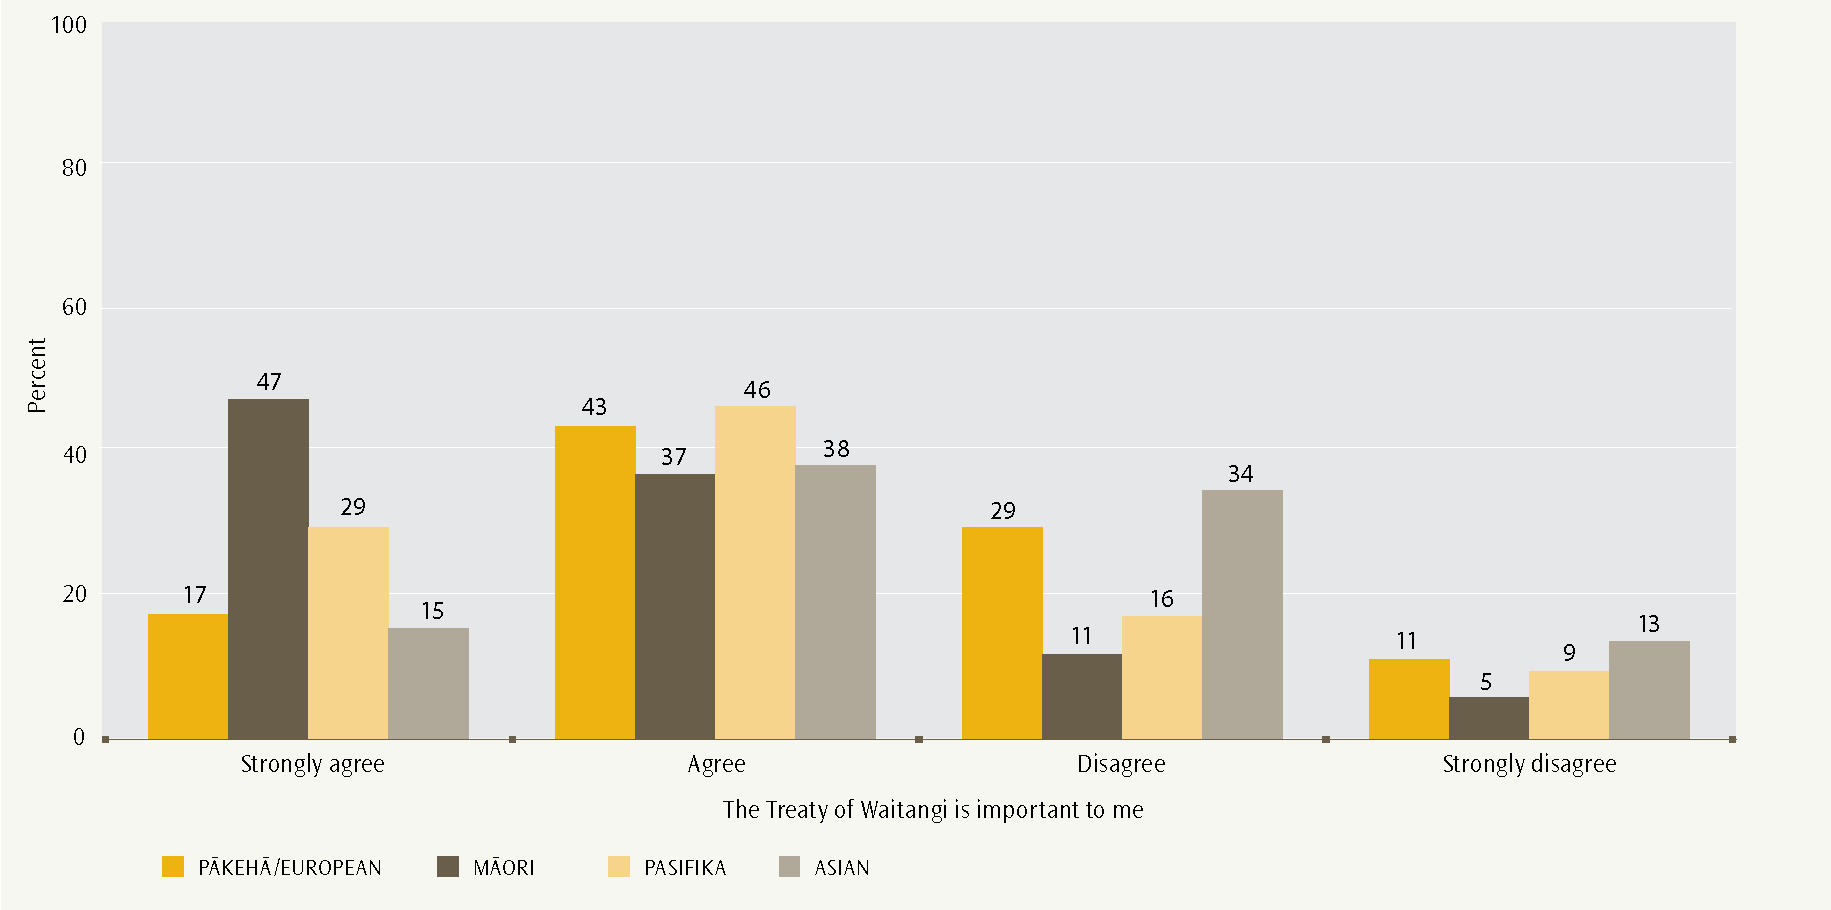 100
80
60
40
20
0
Percent
17
47
29
15
43
37
46
38
29
11
16
34
11
5
9
13
Strongly agree
Agree
Disagree
Strongly disagree
The Treaty of Waitangi is important to me
PĀKEHĀ/EUROPEAN
MĀORI
PASIFIKA
ASIAN